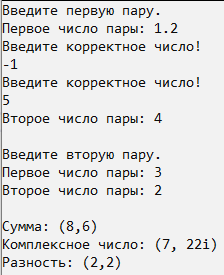 Введите первую пару.
Первое число пары: 1.2
Введите корректное число!
-1
Введите корректное число!
5
Второе число пары: 4
Введите вторую пару.
Первое число пары: 3
Второе число пары: 2
Сумма: (8,6)
Комплексное число: (7, 22i)
Разность: (2,2)